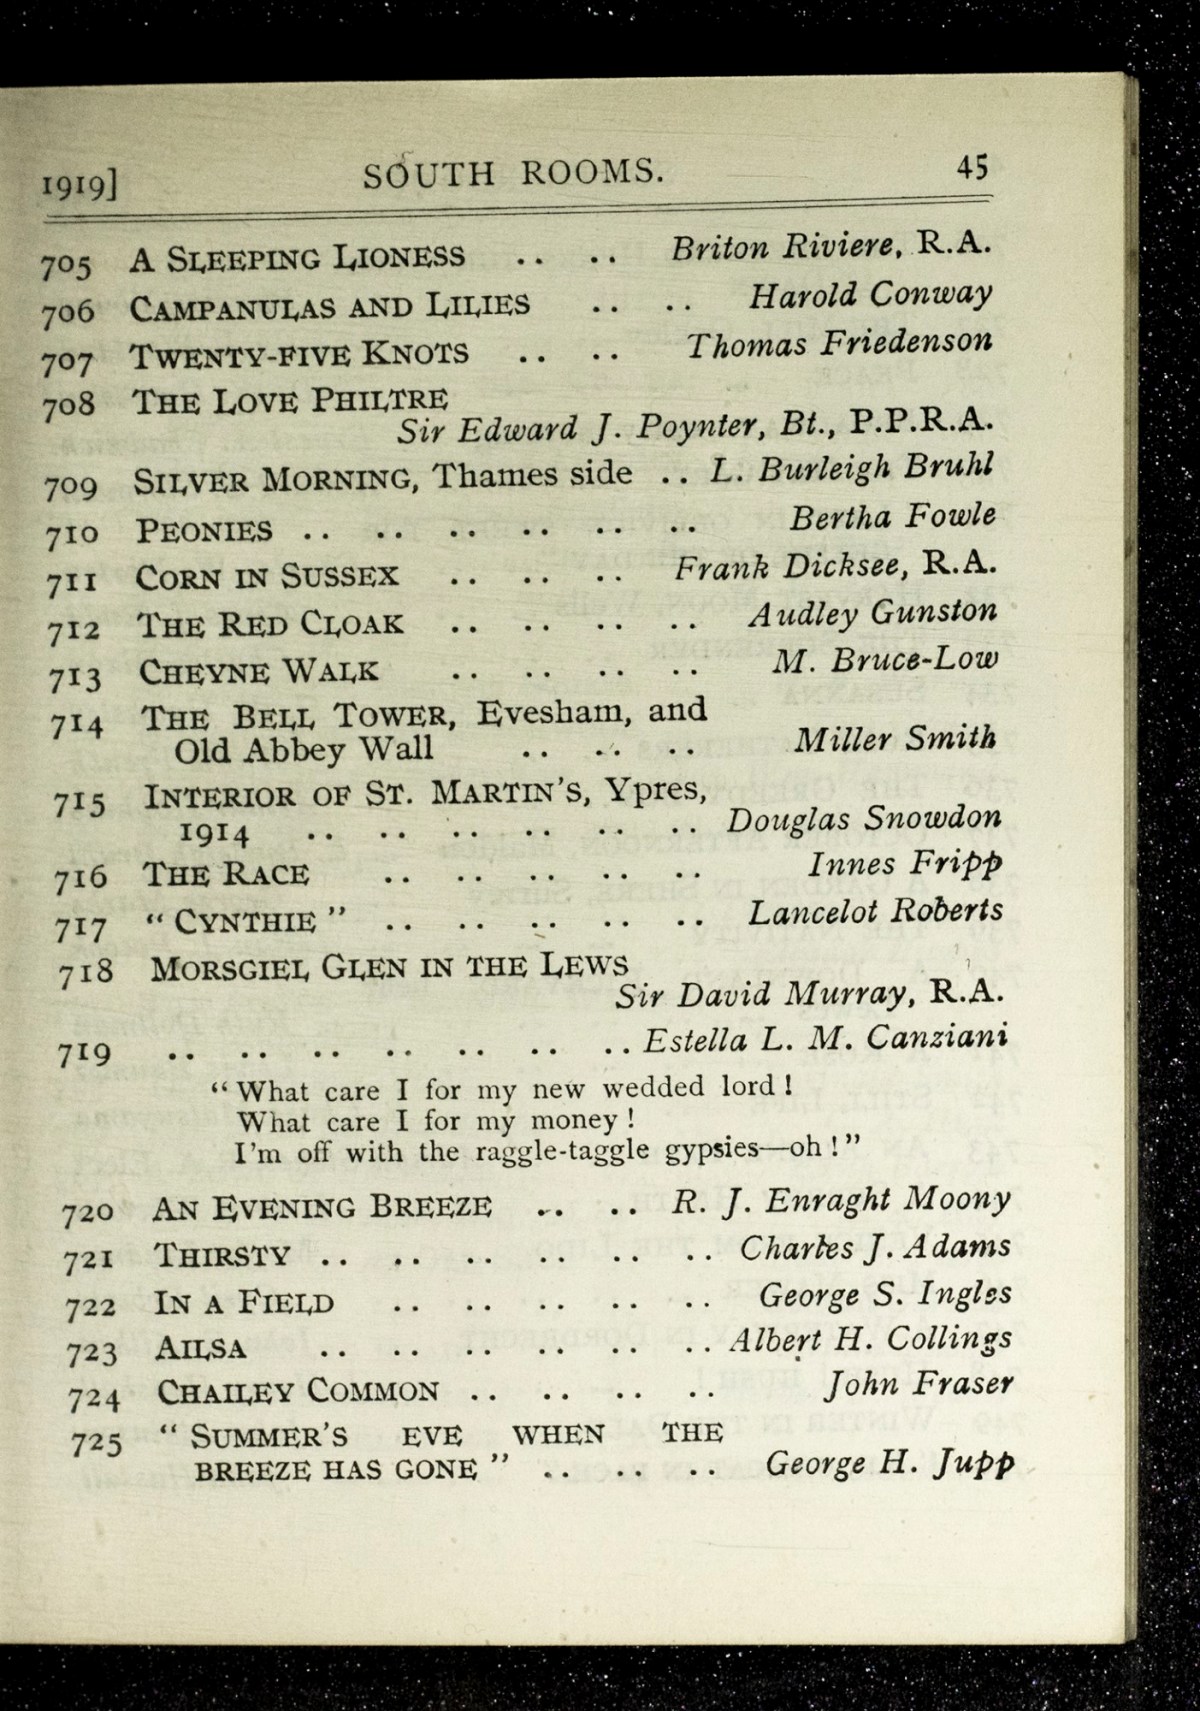 1919] SOUTH ROOMS. 45
705 A SLEEPING LIONESS .. .. Briton Riviere, R.A.
706 CAMPANULAS AND LILIES .. .. Harold Conway
707 TWENTY-FIVE KNOTS .. .. Thomas Friedenson
708 THE LOVE PHILTRE
Sir Edward J. Poynter, Bt., P.P.R.A.
709 SILVER MORNING, Thames side .. L. Burleigh Bruhl
710 PEONIES .. .. .. .. .. .. Bertha Fowle
711 CORN IN SUSSEX .. .. .. Frank Dicksee, R.A.
712 THE RED CLOAK .. .. .. .. Audley Gunston
713 CHEYNE WALK .. .. .. .. M. Bruce-Low
714 THE BELL TOWER, Evesham, and
Old Abbey Wall .. .. .. Miller Smith
715 INTERIOR OF ST. MARTIN'S, Ypres,
1914 .. .. .. .. .. .. Douglas Snowdon
716 THE RACE .. .. .. .. .. Innes Fripp
717 "CYNTHIE" .. .. .. .. .. Lancelot Roberts
718 MORSGIEL GLEN IN THE LEWS
Sir David Murray, R.A.
719 .. .. .. .. .. .. .. Estella L. M. Canziani
"What care I for my new wedded lord!
What care I for my money!
I'm off with the raggle-taggle gypsies—oh!"
720 AN EVENING BREEZE .. .. R. J. Enraght Moony
721 THIRSTY .. .. .. .. .. .. Charles J. Adams
722 IN A FIELD .. .. .. .. .. George S. Ingles
723 AILSA .. .. .. .. .. .. Albert H. Collings
724 CHAILEY COMMON .. .. .. .. John Fraser
725 "SUMMER'S EVE WHEN THE
BREEZE HAS GONE" .. .. .. George H. Jupp